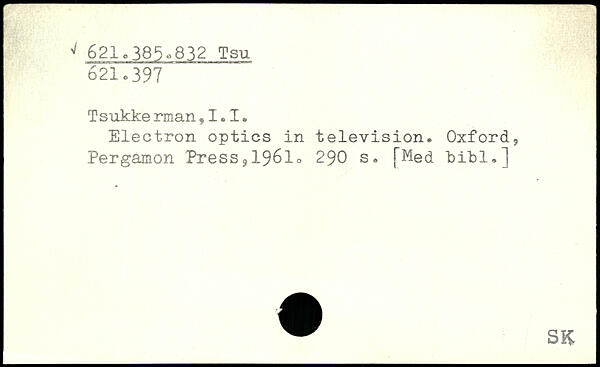 √ 621.385.832 Tsu
621.397
Tsukkerman,I.I.
Electron optics in television. Oxford,
Pergamon Press,1961. 290 s. [Med bibl.]
SK